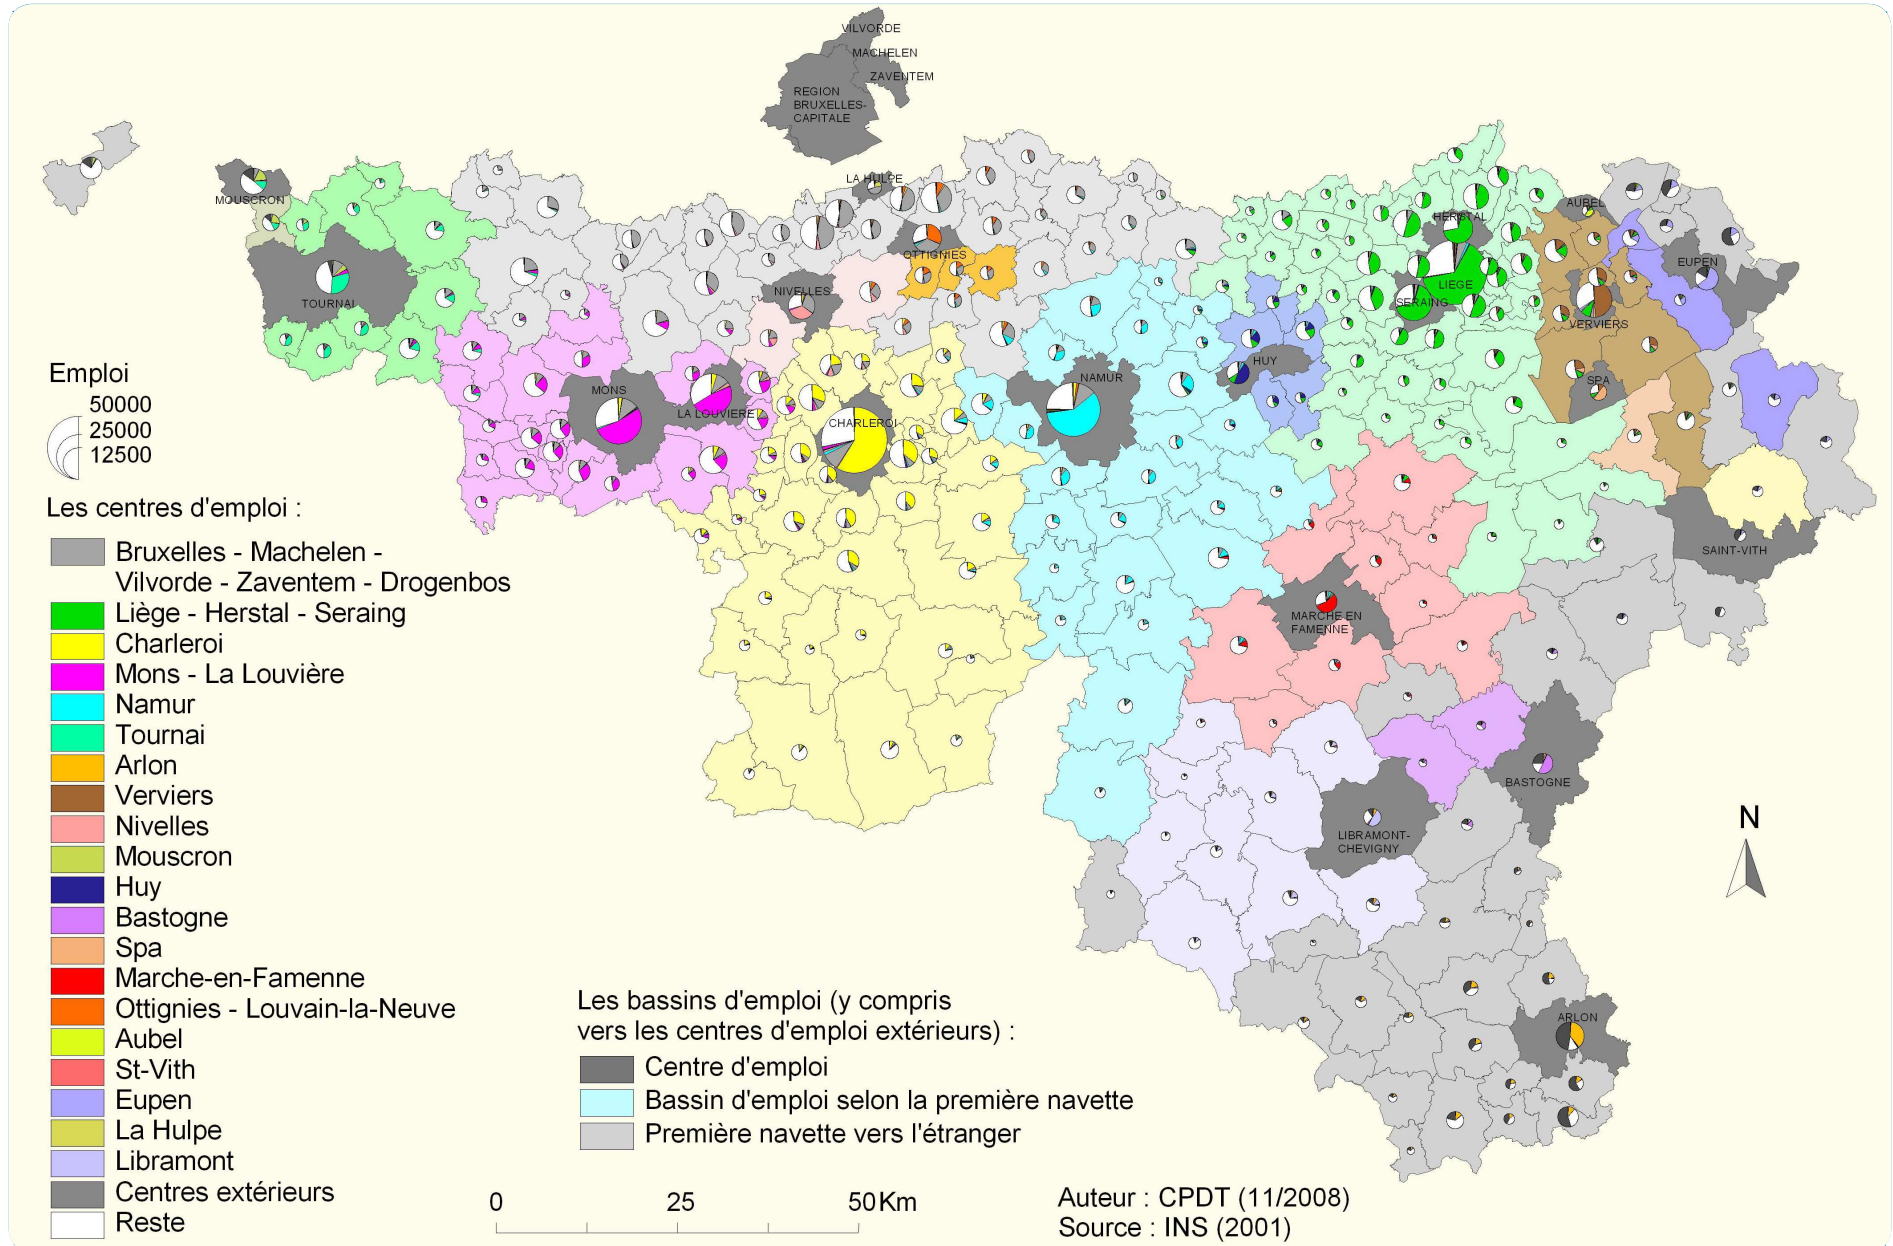 VILVORDE
MACHELEN
ZAVENTEM
REGION
BRUXELLES-
CAPITALE
LA HULPE
MOUSCRON
OTTIGNIES
TOURNAI
NIVELLES
AUBEL
HERSTAL
EUPEN
LIEGE
SERAING
VERVIERS
HUY
SPA
NAMUR
MONS
LA LOUVIERE
CHARLEROI
SAINT-VITH
MARCHE EN
FAMENNE
BASTOGNE
LIBRAMONT-
CHEVIGNY
ARLON
N
Emploi
50000
25000
12500
Les centres d'emploi :
Bruxelles - Machelen -
Vilvorde - Zaventem - Drogenbos
Liège - Herstal - Seraing
Charleroi
Mons - La Louvière
Namur
Tournai
Arlon
Verviers
Nivelles
Mouscron
Huy
Bastogne
Spa
Marche-en-Famenne
Ottignies - Louvain-la-Neuve
Aubel
St-Vith
Eupen
La Hulpe
Libramont
Centres extérieurs
Reste
Les bassins d'emploi (y compris
vers les centres d'emploi extérieurs) :
Centre d'emploi
Bassin d'emploi selon la première navette
Première navette vers l'étranger
0 25 50 Km
Auteur : CPDT (11/2008)
Source : INS (2001)